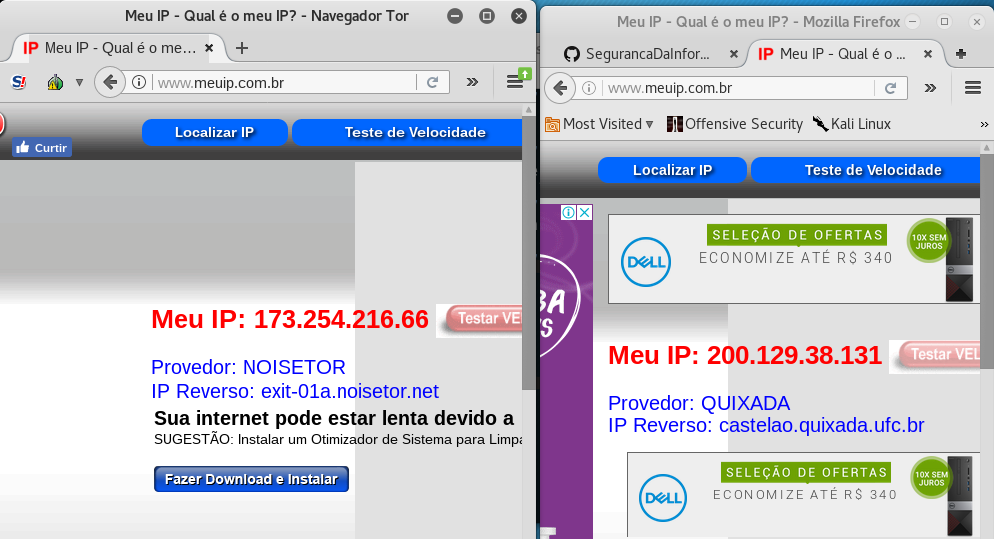 Meu IP - Qual é o meu IP? - Navegador Tor
IP Meu IP - Qual é o me...
S!
www.meuip.com.br
Curtir
Localizar IP
Teste de Velocidade
Meu IP: 173.254.216.66
Testar VE
Provedor: NOISETOR
IP Reverso: exit-01a.noisetor.net
Sua internet pode estar lenta devido a
SUGESTÃO: Instalar um Otimizador de Sistema para Limpa
Fazer Download e Instalar
Meu IP - Qual é o meu IP? - Mozilla Firefox
SegurancaDaInfor...
IP Meu IP - Qual é o ...
www.meuip.com.br
Most Visited
Offensive Security
Kali Linux
Localizar IP
Teste de Velocidade
DELL
SELEÇÃO DE OFERTAS
ECONOMIZE ATÉ R$ 340
10X SEM
JUROS
Meu IP: 200.129.38.131
Testar VEL
Provedor: QUIXADA
IP Reverso: castelao.quixada.ufc.br
DELL
SELEÇÃO DE OFERTAS
ECONOMIZE ATÉ R$ 340
10X SEM
JUROS